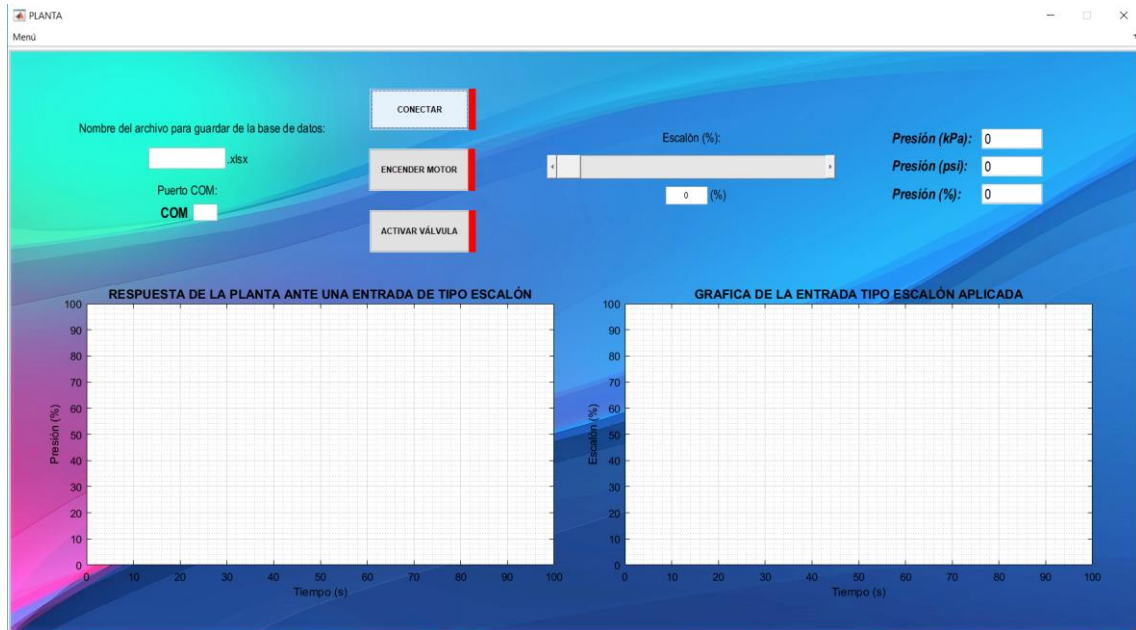 PLANTA
Menú
CONECTAR
Nombre del archivo para guardar de la base de datos:
.xlsx
Puerto COM:
COM
ENCENDER MOTOR
ACTIVAR VÁLVULA
Escalón (%):
0 (%)
Presión (kPa): 0
Presión (psi): 0
Presión (%): 0
RESPUESTA DE LA PLANTA ANTE UNA ENTRADA DE TIPO ESCALÓN
100
90
80
70
60
50
40
30
20
10
0
Presión (%)
0 10 20 30 40 50 60 70 80 90 100
Tiempo (s)
GRAFICA DE LA ENTRADA TIPO ESCALÓN APLICADA
100
90
80
70
60
50
40
30
20
10
0
Escalón (%)
0 10 20 30 40 50 60 70 80 90 100
Tiempo (s)